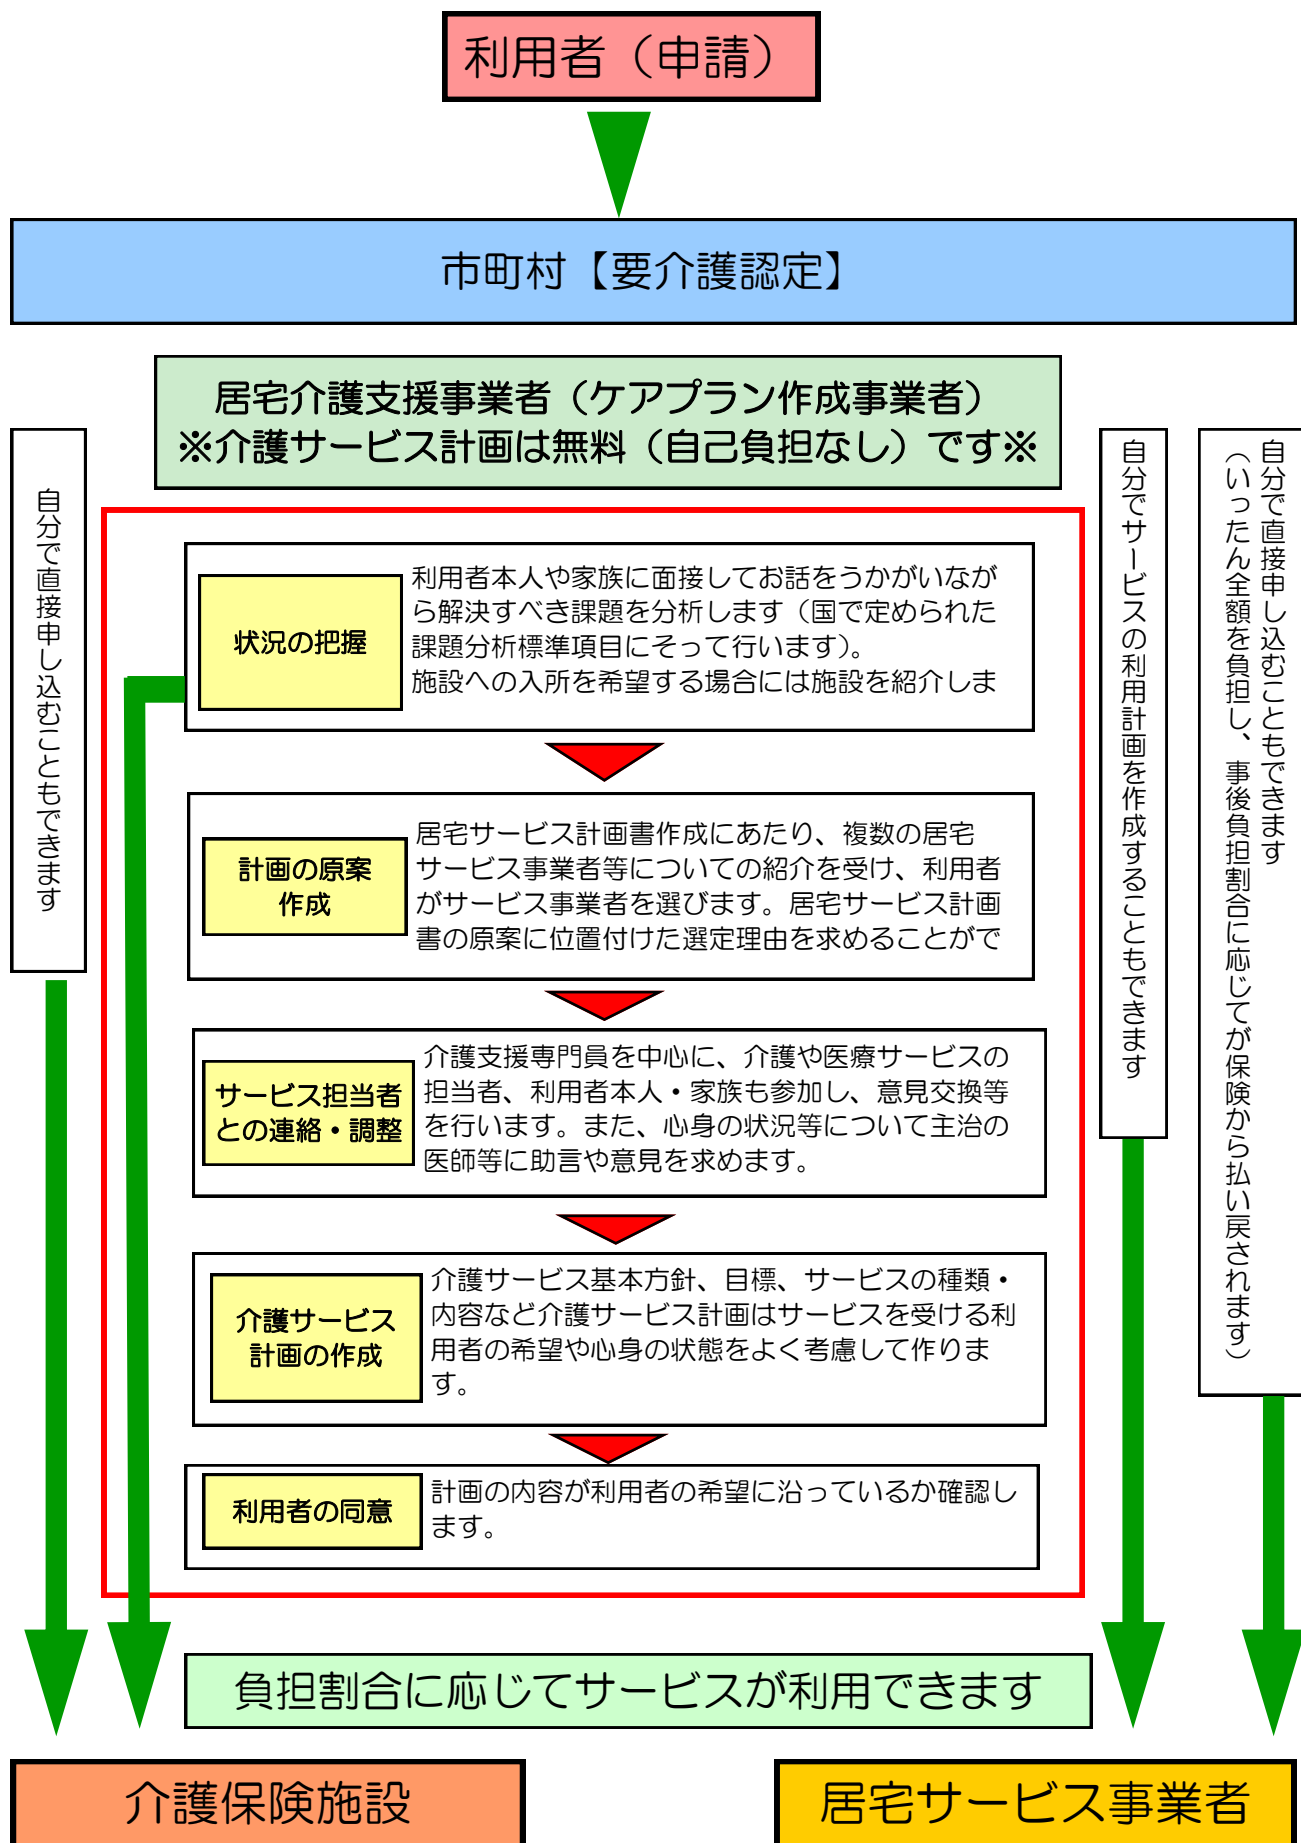 利用者（申請）
市町村【要介護認定】
居宅介護支援事業者（ケアプラン作成事業者）
※介護サービス計画は無料（自己負担なし）です※
自分で直接申し込むこともできます
状況の把握
利用者本人や家族に面接してお話をうかがいなが
ら解決すべき課題を分析します（国で定められた
課題分析標準項目にそって行います）。
施設への入所を希望する場合には施設を紹介しま
計画の原案
作成
居宅サービス計画書作成にあたり、複数の居宅
サービス事業者等についての紹介を受け、利用者
がサービス事業者を選びます。居宅サービス計画
書の原案に位置付けた選定理由を求めることがで
サービス担当者
との連絡・調整
介護支援専門員を中心に、介護や医療サービスの
担当者、利用者本人・家族も参加し、意見交換等
を行います。また、心身の状況等について主治の
医師等に助言や意見を求めます。
介護サービス
計画の作成
介護サービス基本方針、目標、サービスの種類・
内容など介護サービス計画はサービスを受ける利
用者の希望や心身の状態をよく考慮して作りま
す。
利用者の同意
計画の内容が利用者の希望に沿っているか確認し
ます。
自分でサービスの利用計画を作成することもできます
自分で直接申し込むこともできます
（いったん全額を負担し、事後負担割合に応じてが保険から払い戻されます）
負担割合に応じてサービスが利用できます
介護保険施設
居宅サービス事業者